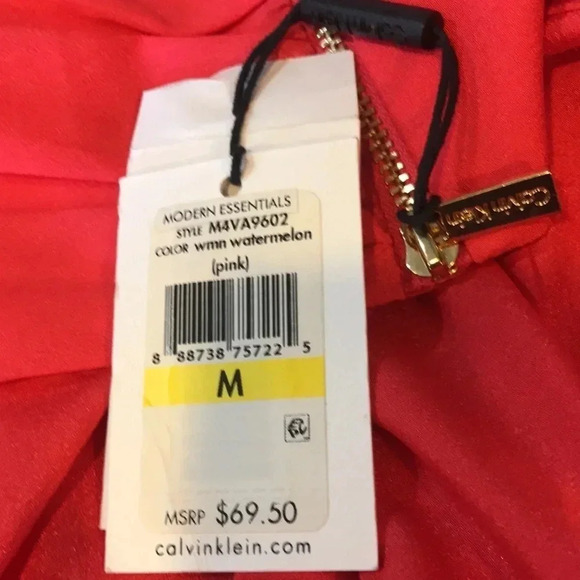 Calvin Klein
MODERN ESSENTIALS
STYLE M4VA9602
COLOR wmn watermelon
(pink)
8 88738 75722 5
M
MSRP $69.50
calvinklein.com